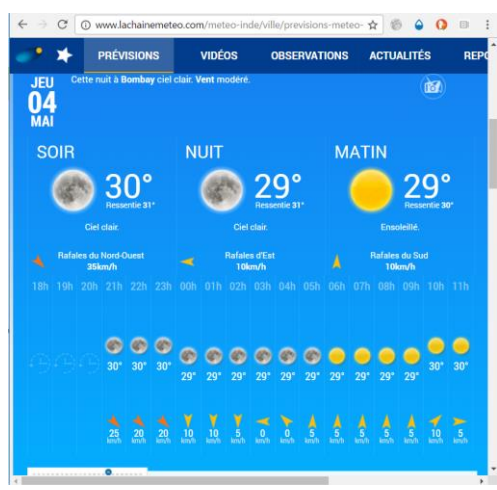 www.lachainemeteo.com/meteo-inde/ville/previsions-meteo-
PRÉVISIONS VIDÉOS OBSERVATIONS ACTUALITÉS REPO
JEU
04
MAI
Cette nuit à Bombay ciel clair. Vent modéré.
SOIR NUIT MATIN
30° 29° 29°
Ressentie 31° Ressentie 31° Ressentie 30°
Ciel clair. Ciel clair. Ensoleillé.
Rafales du Nord-Ouest Rafales d'Est Rafales du Sud
35km/h 10km/h 10km/h
18h 19h 20h 21h 22h 23h 00h 01h 02h 03h 04h 05h 06h 07h 08h 09h 10h 11h
30° 30° 30° 29° 29° 29° 29° 29° 29° 29° 29° 29° 29° 30° 30°
25 20 20 10 10 5 0 0 5 5 5 5 5 10 5
km/h km/h km/h km/h km/h km/h km/h km/h km/h km/h km/h km/h km/h km/h km/h